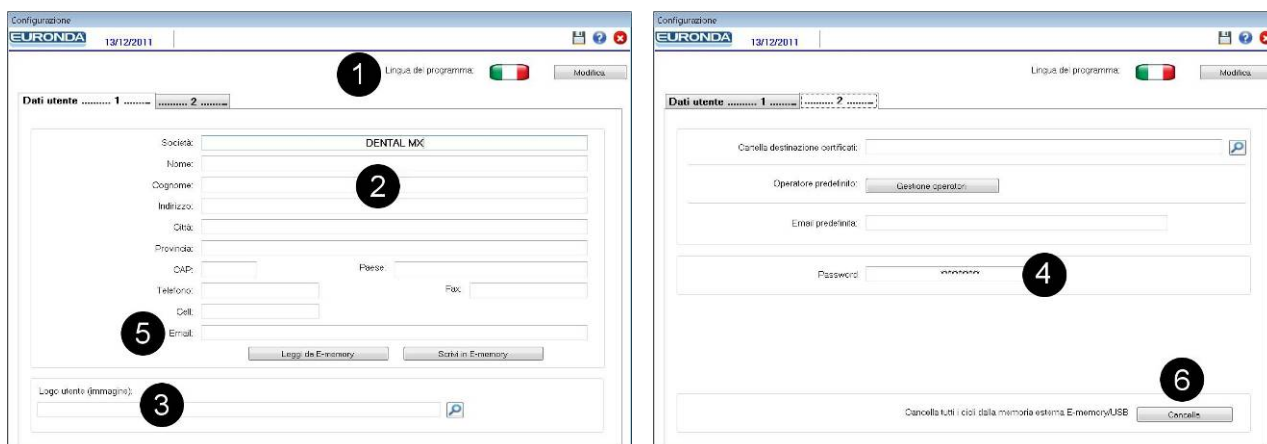 Configurazione
EURONDA 13/12/2011
1 Lingua del programma: Modifica
Dati utente .......... 1 ......... .......... 2 .........
Società: DENTAL MX
Nome:
Cognome: 2
Indirizzo:
Città:
Provincia:
CAP: Paese:
Telefono: Fax:
Cell:
5 Email:
Leggi da E-memory Scrivi in E-memory
Logo utente (immagine):
3
Configurazione
EURONDA 13/12/2011
Lingua del programma: Modifica
Dati utente .......... 1 ......... .......... 2 .........
Cartella destinazione certificati:
Operatore predefinito: Gestione operatori
Email predefinita:
Password 4
6
Cancella tutti i cicli dalla memoria esterna E-memory/USB Cancella